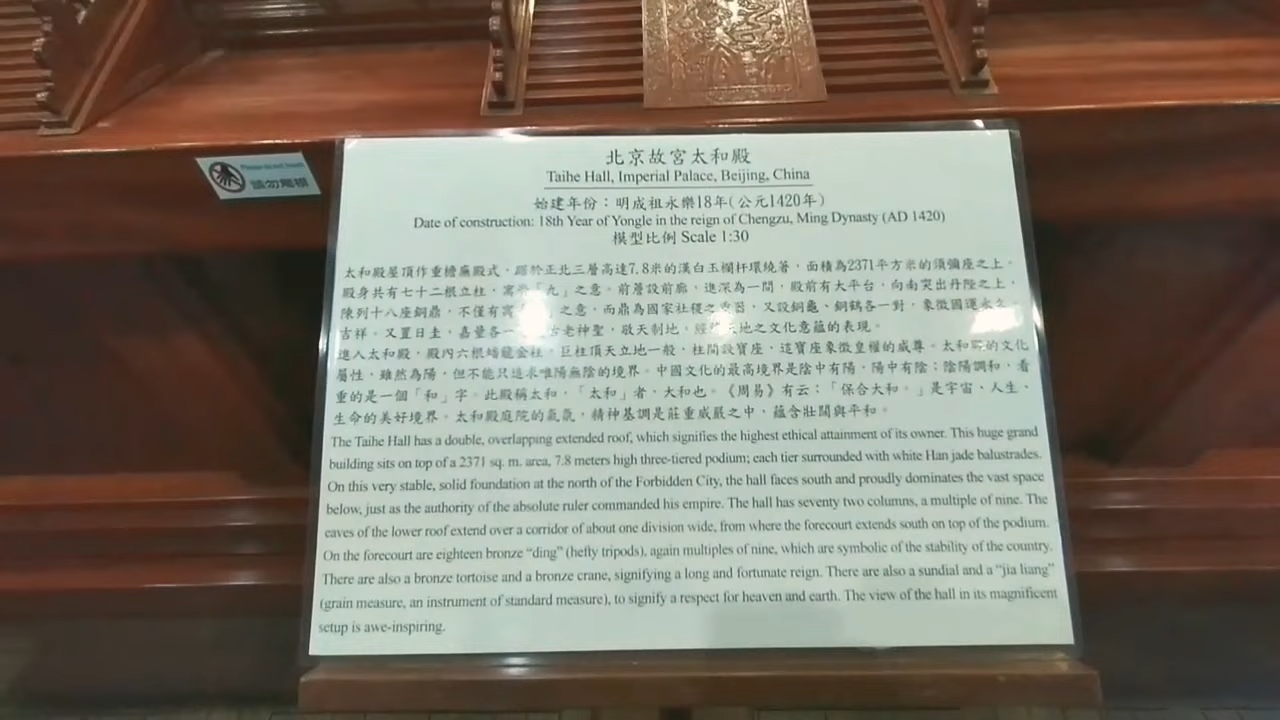 Please do not touch
請勿觸摸
北京故宮太和殿
Taihe Hall, Imperial Palace, Beijing, China
始建年份：明成祖永樂18年(公元1420年)
Date of construction: 18th Year of Yongle in the reign of Chengzu, Ming Dynasty (AD 1420)
模型比例 Scale 1:30
太和殿屋頂作重檐廡殿式，踞於正北三層高達7.8米的漢白玉欄杆環繞著，面積為2371平方米的須彌座之上。
殿身共有七十二根立柱，寓 「九」之意。前簷設前廊，進深為一間，殿前有大平台，向南突出丹陛之上，
陳列十八座銅鼎，不僅有寓 之意，而鼎為國家社稷之重器，又設銅龜、銅鶴各一對，象徵國運永久
吉祥。又置日圭，嘉量各一 古老神聖，敬天制地， 天地之文化意蘊的表現。
進入太和殿，殿內六根蟠龍金柱，巨柱頂天立地一般，柱間設寶座，這寶座象徵皇權的威尊。太和殿的文化
屬性，雖然為陽，但不能只追求唯陽無陰的境界。中國文化的最高境界是陰中有陽，陽中有陰；陰陽調和，看
重的是一個「和」字。此殿稱太和，「太和」者，大和也。《周易》有云：「保合大和。」是宇宙、人生、
生命的美好境界。太和殿庭院的氣氛，精神基調是莊重威嚴之中，蘊含壯闊與平和。
The Taihe Hall has a double, overlapping extended roof, which signifies the highest ethical attainment of its owner. This huge grand
building sits on top of a 2371 sq. m. area, 7.8 meters high three-tiered podium; each tier surrounded with white Han jade balustrades.
On this very stable, solid foundation at the north of the Forbidden City, the hall faces south and proudly dominates the vast space
below, just as the authority of the absolute ruler commanded his empire. The hall has seventy two columns, a multiple of nine. The
eaves of the lower roof extend over a corridor of about one division wide, from where the forecourt extends south on top of the podium.
On the forecourt are eighteen bronze “ding” (hefty tripods), again multiples of nine, which are symbolic of the stability of the country.
There are also a bronze tortoise and a bronze crane, signifying a long and fortunate reign. There are also a sundial and a “jia liang”
(grain measure, an instrument of standard measure), to signify a respect for heaven and earth. The view of the hall in its magnificent
setup is awe-inspiring.